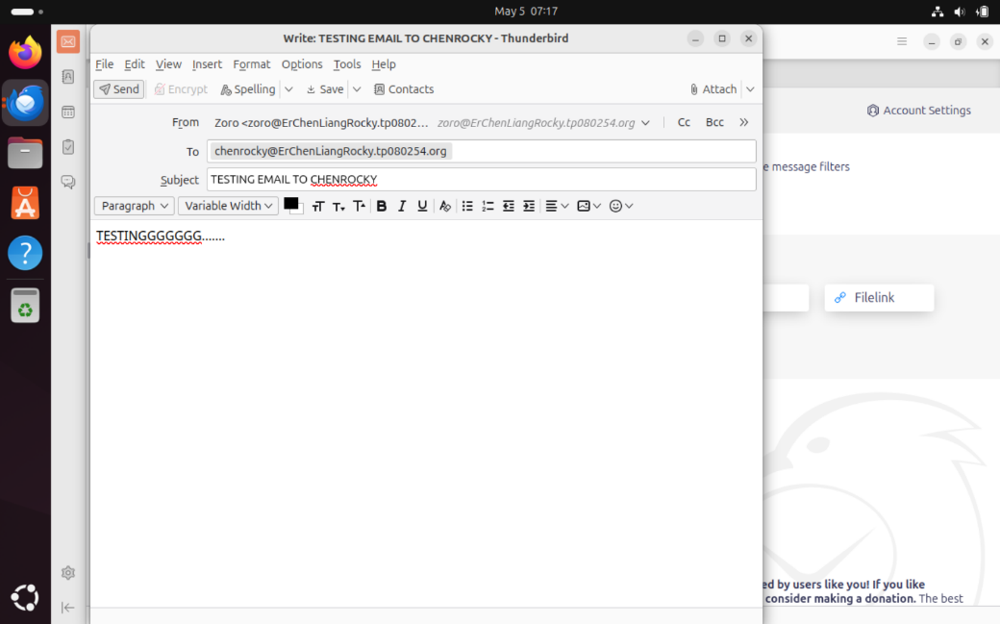 May 5 07:17
Write: TESTING EMAIL TO CHENROCKY - Thunderbird
File Edit View Insert Format Options Tools Help
Send Encrypt Spelling Save Contacts Attach
From Zoro <zoro@ErChenLiangRocky.tp0802... zoro@ErChenLiangRocky.tp080254.org Cc Bcc
To chenrocky@ErChenLiangRocky.tp080254.org
Subject TESTING EMAIL TO CHENROCKY
Paragraph Variable Width
TESTINGGGGGGG.......
Account Settings
e message filters
Filelink
ed by users like you! If you like
consider making a donation. The best